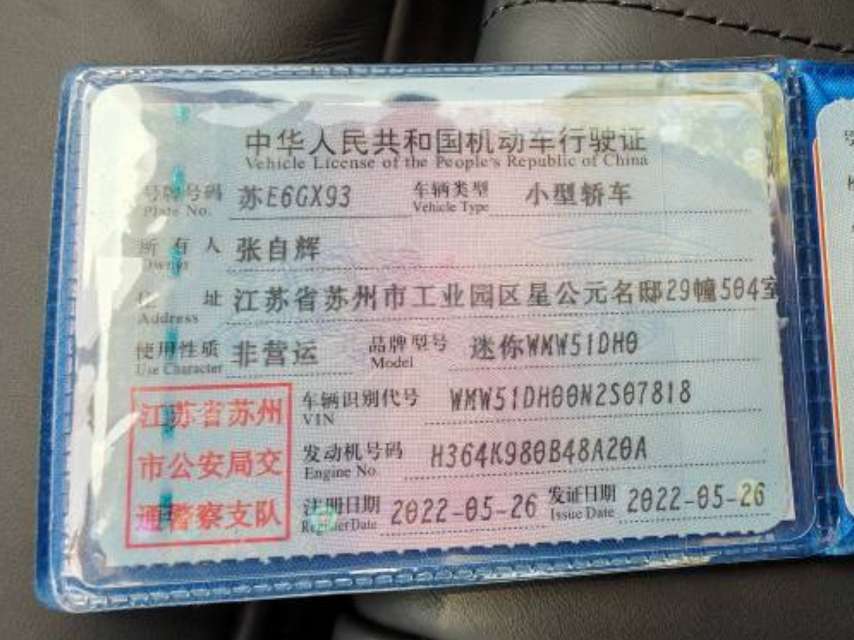 中华人民共和国机动车行驶证
Vehicle License of the People's Republic of China
号牌号码 苏E6GX93 车辆类型 小型轿车
Plate No. Vehicle Type
所有人 张自辉
Owner
住址 江苏省苏州市工业园区星公元名邸29幢504室
Address
使用性质 非营运 品牌型号 迷你WMW51DH0
Use Character Model
江苏省苏州
市公安局交
通警察支队
车辆识别代号 WMW51DH00N2S07818
VIN
发动机号码 H364K980B48A20A
Engine No.
注册日期 2022-05-26 发证日期 2022-05-26
Register Date Issue Date